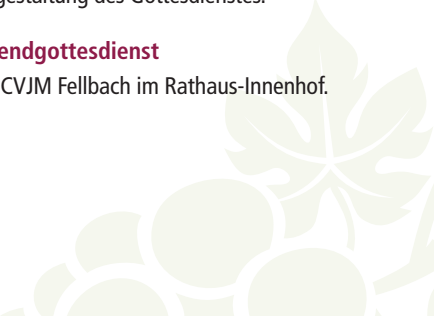 gestaltung des Gottesdienstes.
endgottesdienst
CVJM Fellbach im Rathaus-Innenhof.